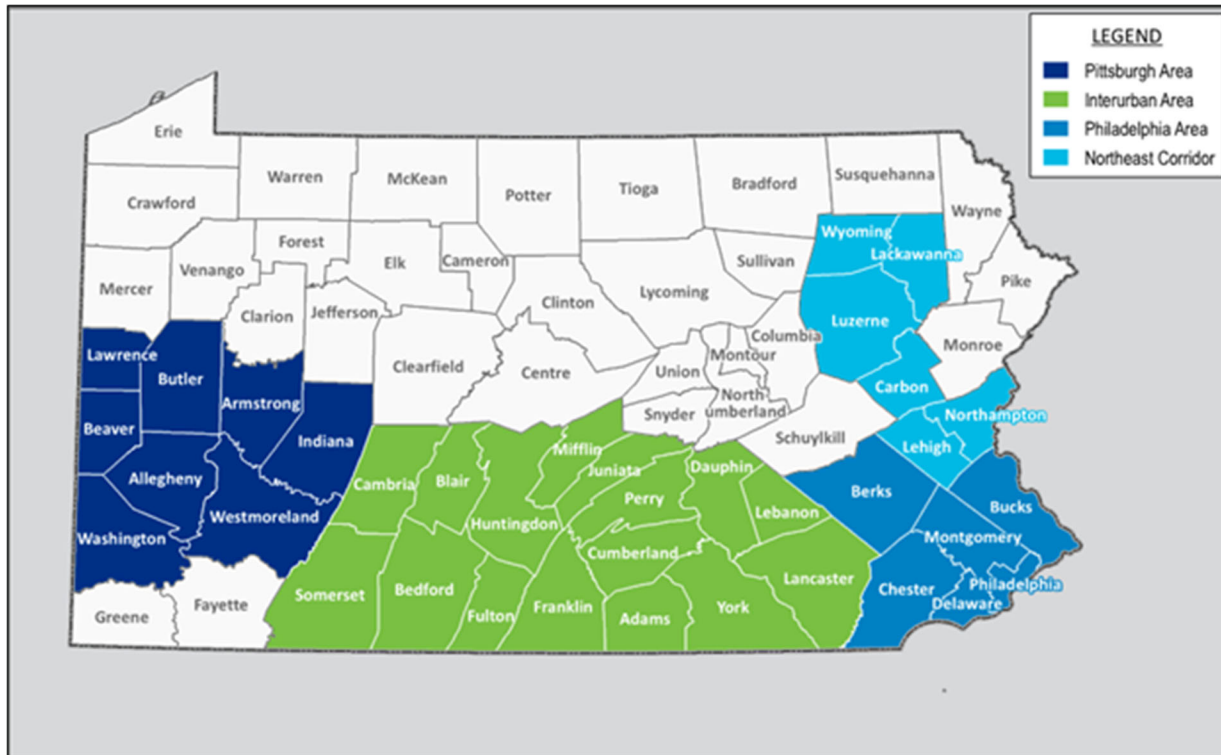 LEGEND
Pittsburgh Area
Interurban Area
Philadelphia Area
Northeast Corridor
Erie
Warren
McKean
Potter
Tioga
Bradford
Susquehanna
Wayne
Crawford
Forest
Wyoming
Lackawanna
Venango
Elk
Cameron
Sullivan
Pike
Mercer
Clarion
Jefferson
Clinton
Lycoming
Luzerne
Columbia
Monroe
Lawrence
Butler
Clearfield
Centre
Union
Montour
Carbon
Armstrong
Snyder
North
umberland
Northampton
Beaver
Indiana
Schuylkill
Lehigh
Allegheny
Cambria
Blair
Mifflin
Juniata
Dauphin
Perry
Berks
Bucks
Washington
Westmoreland
Huntingdon
Lebanon
Cumberland
Montgomery
Somerset
Bedford
Lancaster
Chester
Philadelphia
Greene
Fayette
Fulton
Franklin
Adams
York
Delaware